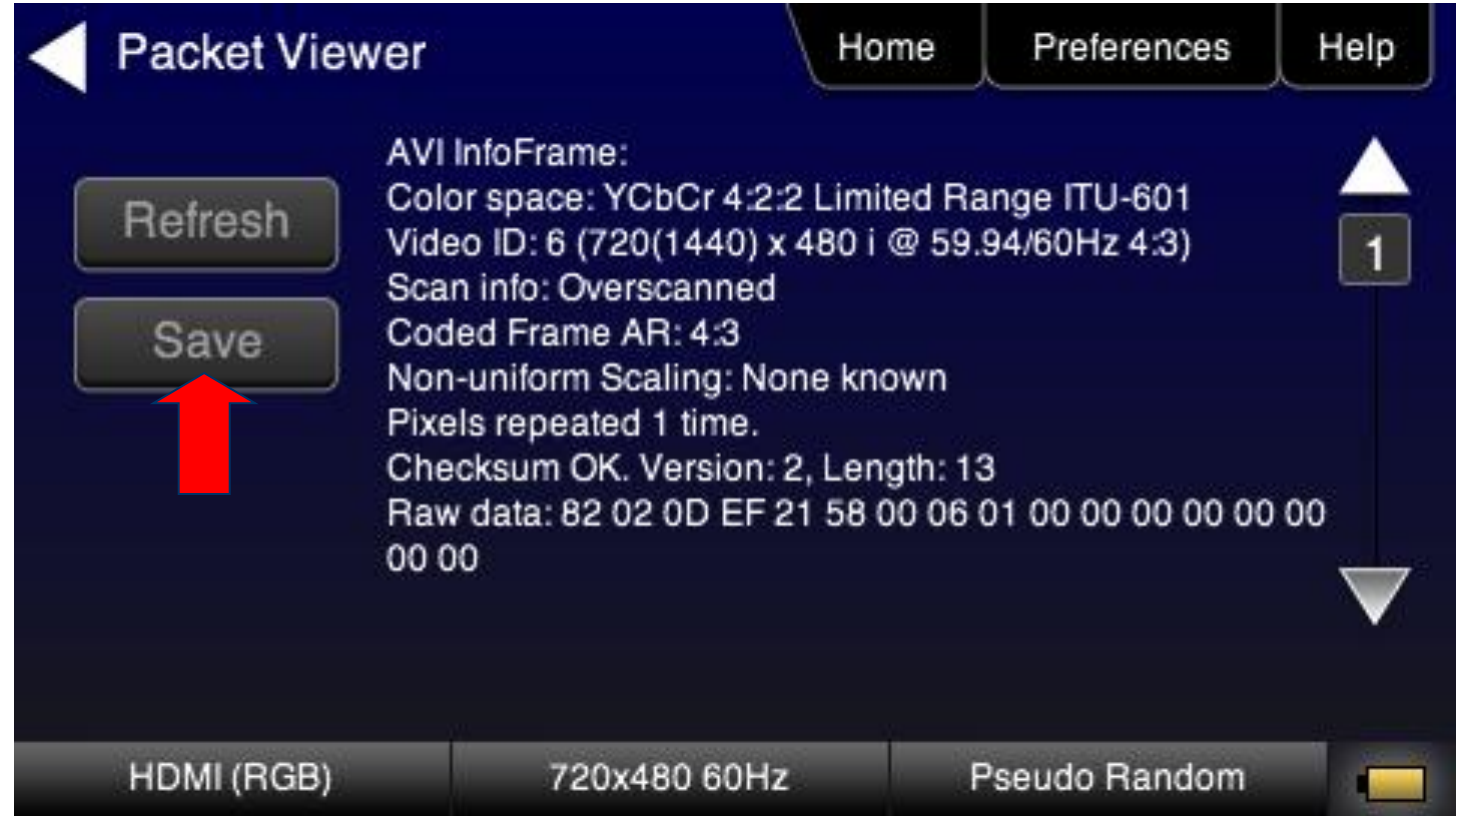 Packet Viewer
Home
Preferences
Help
Refresh
Save
AVI InfoFrame:
Color space: YCbCr 4:2:2 Limited Range ITU-601
Video ID: 6 (720(1440) x 480 i @ 59.94/60Hz 4:3)
Scan info: Overscanned
Coded Frame AR: 4:3
Non-uniform Scaling: None known
Pixels repeated 1 time.
Checksum OK. Version: 2, Length: 13
Raw data: 82 02 0D EF 21 58 00 06 01 00 00 00 00 00 00
00 00
1
HDMI (RGB)
720x480 60Hz
Pseudo Random